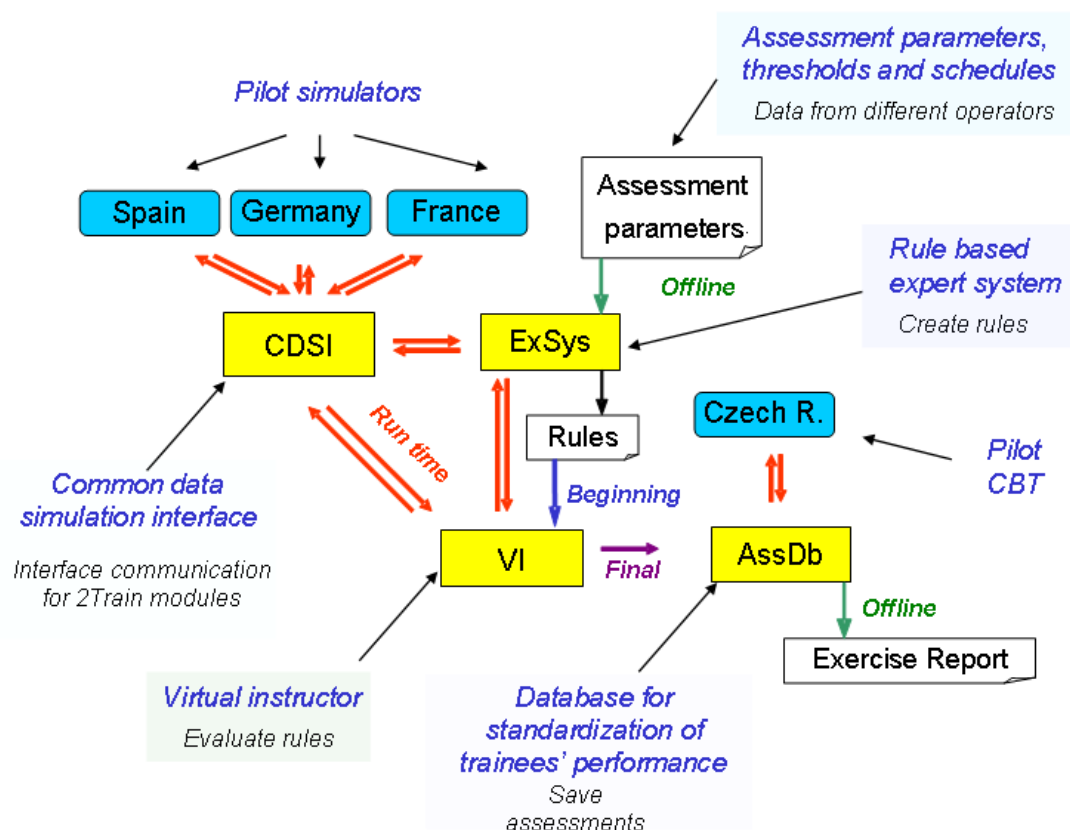 Assessment parameters,
thresholds and schedules
Data from different operators
Pilot simulators
Spain
Germany
France
Assessment
parameters
Offline
Rule based
expert system
Create rules
CDSI
ExSys
Rules
Run time
Beginning
Czech R.
Pilot
CBT
Common data
simulation interface
Interface communication
for 2Train modules
VI
Final
AssDb
Offline
Exercise Report
Virtual instructor
Evaluate rules
Database for
standardization of
trainees’ performance
Save
assessments